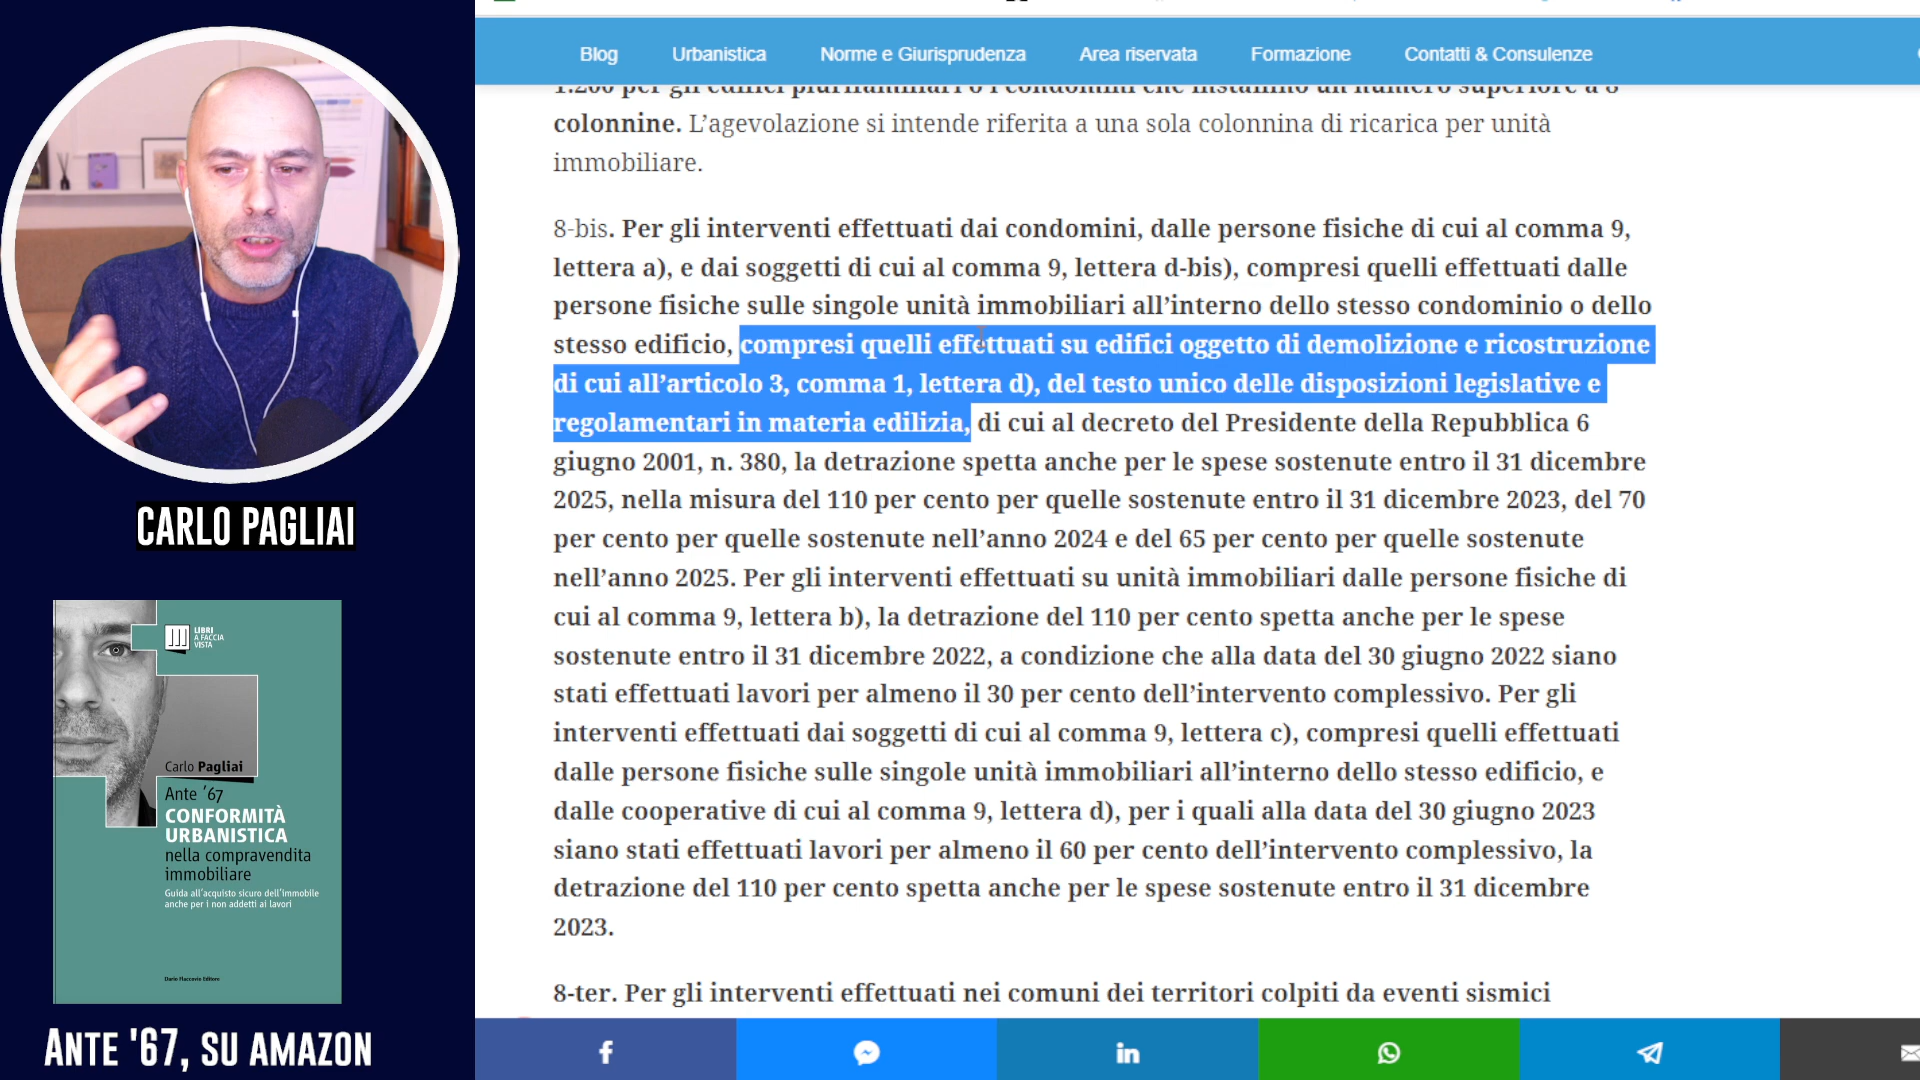 Blog Urbanistica Norme e Giurisprudenza Area riservata Formazione Contatti & Consulenze
1.200 per gli edifici plurifamiliari o i condomini che installino un numero superiore a 8
colonnine. L’agevolazione si intende riferita a una sola colonnina di ricarica per unità
immobiliare.
8-bis. Per gli interventi effettuati dai condomini, dalle persone fisiche di cui al comma 9,
lettera a), e dai soggetti di cui al comma 9, lettera d-bis), compresi quelli effettuati dalle
persone fisiche sulle singole unità immobiliari all’interno dello stesso condominio o dello
stesso edificio, compresi quelli effettuati su edifici oggetto di demolizione e ricostruzione
di cui all’articolo 3, comma 1, lettera d), del testo unico delle disposizioni legislative e
regolamentari in materia edilizia, di cui al decreto del Presidente della Repubblica 6
giugno 2001, n. 380, la detrazione spetta anche per le spese sostenute entro il 31 dicembre
2025, nella misura del 110 per cento per quelle sostenute entro il 31 dicembre 2023, del 70
per cento per quelle sostenute nell’anno 2024 e del 65 per cento per quelle sostenute
nell’anno 2025. Per gli interventi effettuati su unità immobiliari dalle persone fisiche di
cui al comma 9, lettera b), la detrazione del 110 per cento spetta anche per le spese
sostenute entro il 31 dicembre 2022, a condizione che alla data del 30 giugno 2022 siano
stati effettuati lavori per almeno il 30 per cento dell’intervento complessivo. Per gli
interventi effettuati dai soggetti di cui al comma 9, lettera c), compresi quelli effettuati
dalle persone fisiche sulle singole unità immobiliari all’interno dello stesso edificio, e
dalle cooperative di cui al comma 9, lettera d), per i quali alla data del 30 giugno 2023
siano stati effettuati lavori per almeno il 60 per cento dell’intervento complessivo, la
detrazione del 110 per cento spetta anche per le spese sostenute entro il 31 dicembre
2023.
8-ter. Per gli interventi effettuati nei comuni dei territori colpiti da eventi sismici
CARLO PAGLIAI
LIBRI
A FACCIA
VISTA
Carlo Pagliai
Ante ’67
CONFORMITÀ
URBANISTICA
nella compravendita
immobiliare
Guida all’acquisto sicuro dell’immobile
anche per i non addetti ai lavori
Dario Flaccovio Editore
ANTE '67, SU AMAZON